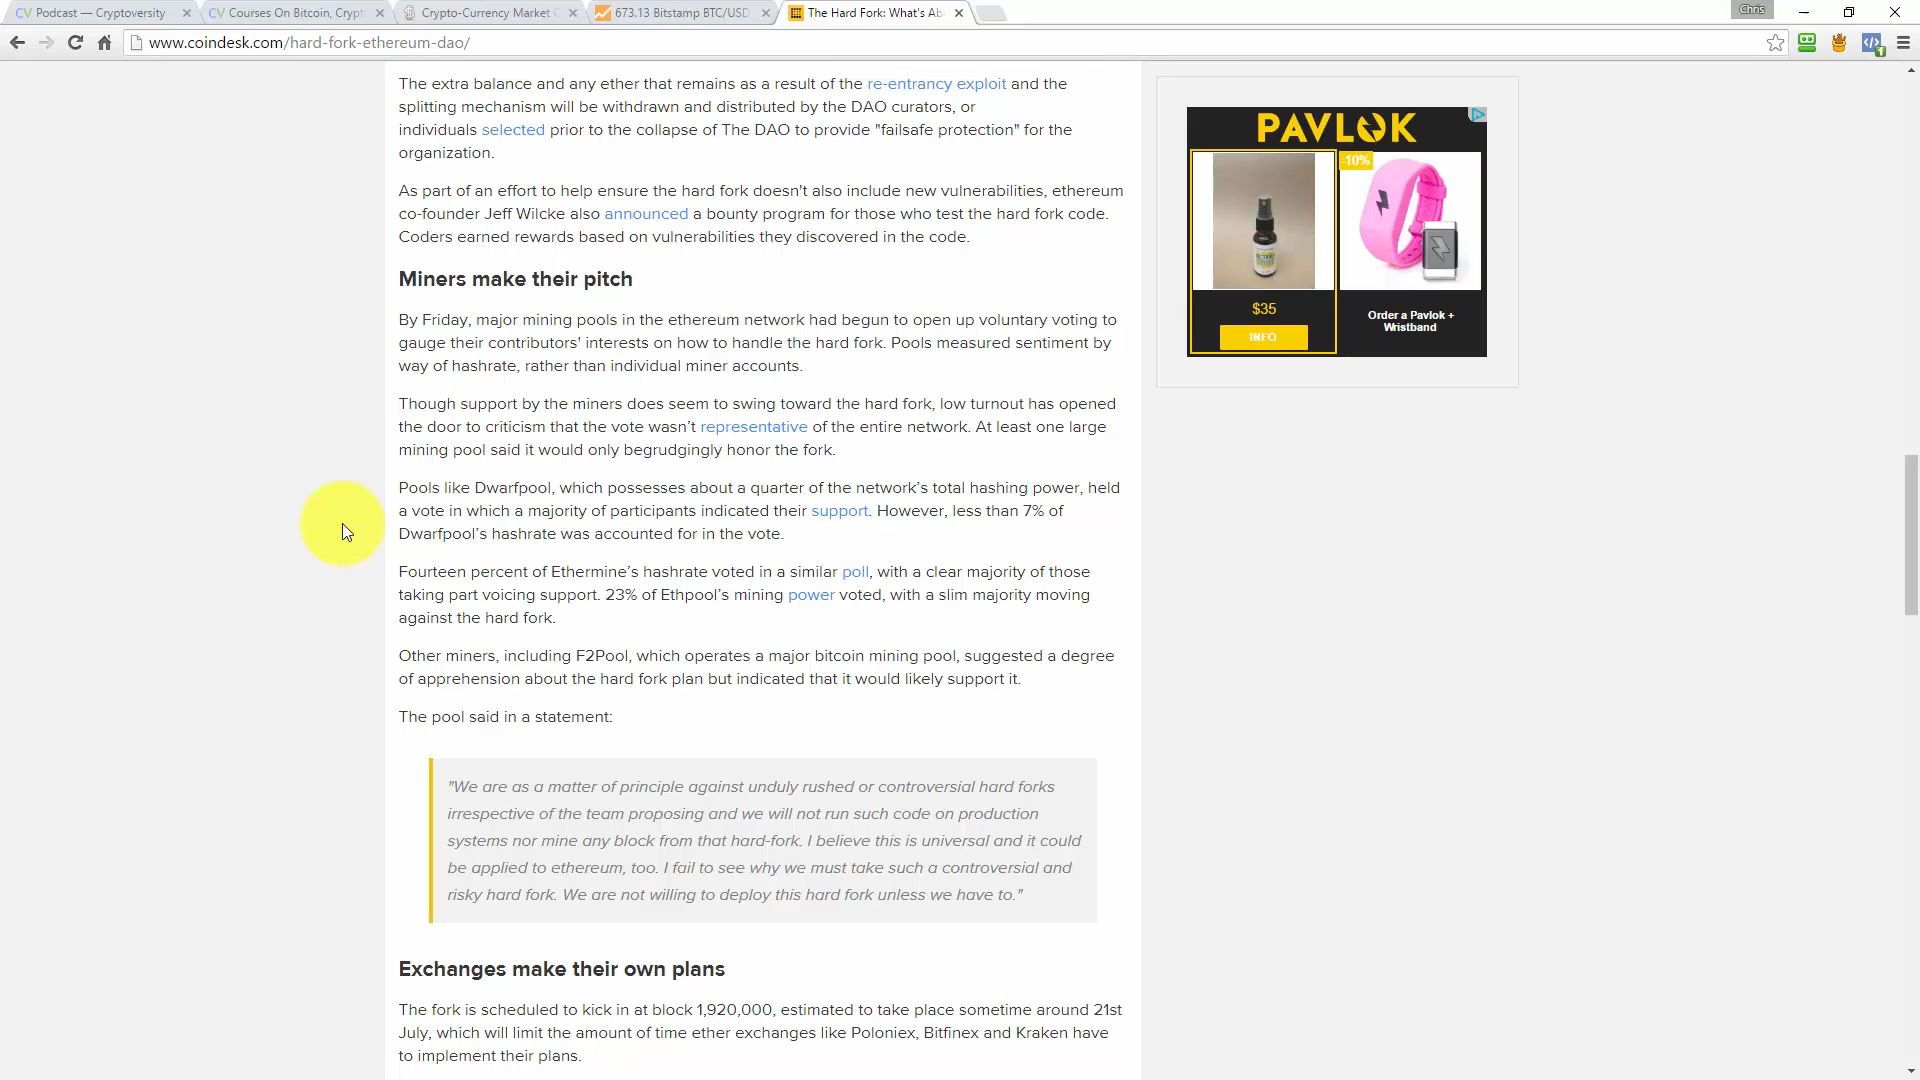 CV Podcast — Cryptoversity
CV Courses On Bitcoin, Crypt
Crypto-Currency Market C
673.13 Bitstamp BTC/USD
The Hard Fork: What's Ab
Chris
www.coindesk.com/hard-fork-ethereum-dao/
The extra balance and any ether that remains as a result of the re-entrancy exploit and the
splitting mechanism will be withdrawn and distributed by the DAO curators, or
individuals selected prior to the collapse of The DAO to provide "failsafe protection" for the
organization.
As part of an effort to help ensure the hard fork doesn't also include new vulnerabilities, ethereum
co-founder Jeff Wilcke also announced a bounty program for those who test the hard fork code.
Coders earned rewards based on vulnerabilities they discovered in the code.
Miners make their pitch
By Friday, major mining pools in the ethereum network had begun to open up voluntary voting to
gauge their contributors' interests on how to handle the hard fork. Pools measured sentiment by
way of hashrate, rather than individual miner accounts.
Though support by the miners does seem to swing toward the hard fork, low turnout has opened
the door to criticism that the vote wasn’t representative of the entire network. At least one large
mining pool said it would only begrudgingly honor the fork.
Pools like Dwarfpool, which possesses about a quarter of the network’s total hashing power, held
a vote in which a majority of participants indicated their support. However, less than 7% of
Dwarfpool’s hashrate was accounted for in the vote.
Fourteen percent of Ethermine’s hashrate voted in a similar poll, with a clear majority of those
taking part voicing support. 23% of Ethpool’s mining power voted, with a slim majority moving
against the hard fork.
Other miners, including F2Pool, which operates a major bitcoin mining pool, suggested a degree
of apprehension about the hard fork plan but indicated that it would likely support it.
The pool said in a statement:
"We are as a matter of principle against unduly rushed or controversial hard forks
irrespective of the team proposing and we will not run such code on production
systems nor mine any block from that hard-fork. I believe this is universal and it could
be applied to ethereum, too. I fail to see why we must take such a controversial and
risky hard fork. We are not willing to deploy this hard fork unless we have to."
Exchanges make their own plans
The fork is scheduled to kick in at block 1,920,000, estimated to take place sometime around 21st
July, which will limit the amount of time ether exchanges like Poloniex, Bitfinex and Kraken have
to implement their plans.
PAVLOK
-10%
$35
INFO
Order a Pavlok +
Wristband